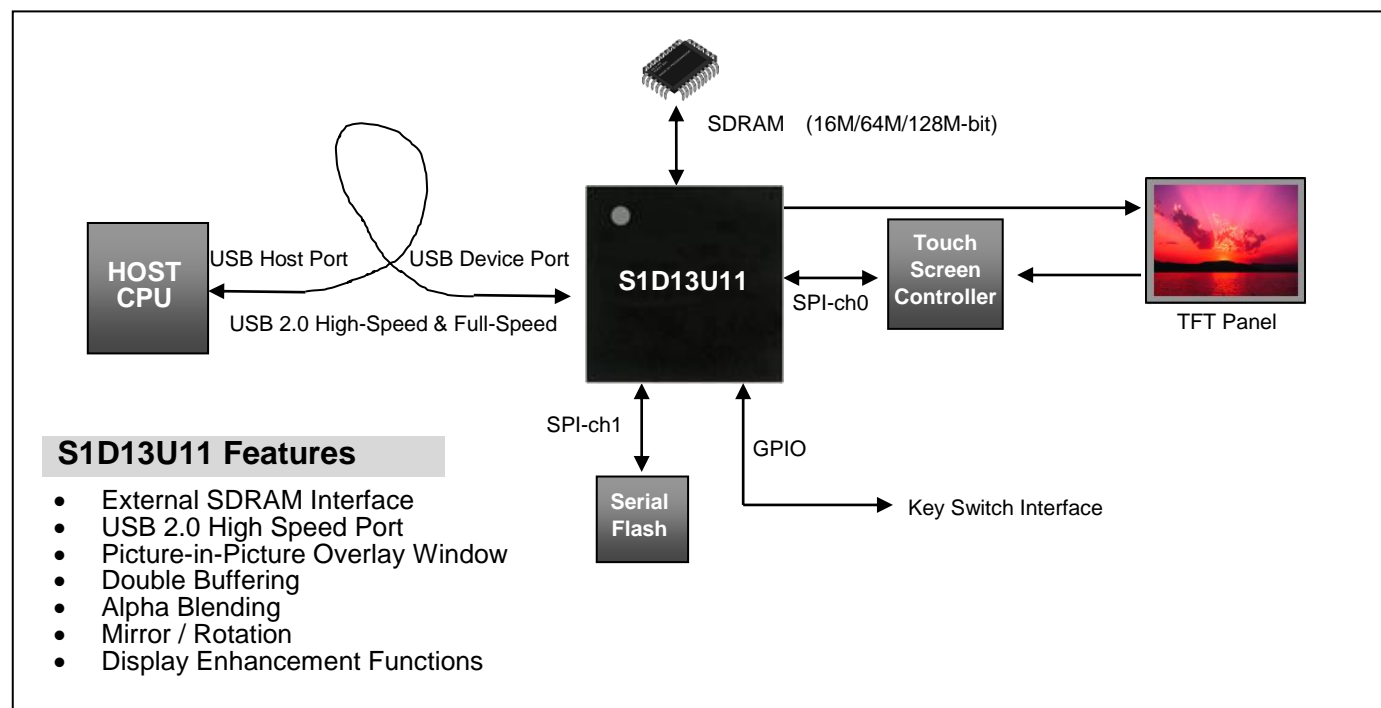 SDRAM (16M/64M/128M-bit)
HOST
CPU
USB Host Port
USB Device Port
USB 2.0 High-Speed & Full-Speed
S1D13U11
SPI-ch0
Touch
Screen
Controller
TFT Panel
SPI-ch1
GPIO
Serial
Flash
Key Switch Interface
S1D13U11 Features
• External SDRAM Interface
• USB 2.0 High Speed Port
• Picture-in-Picture Overlay Window
• Double Buffering
• Alpha Blending
• Mirror / Rotation
• Display Enhancement Functions